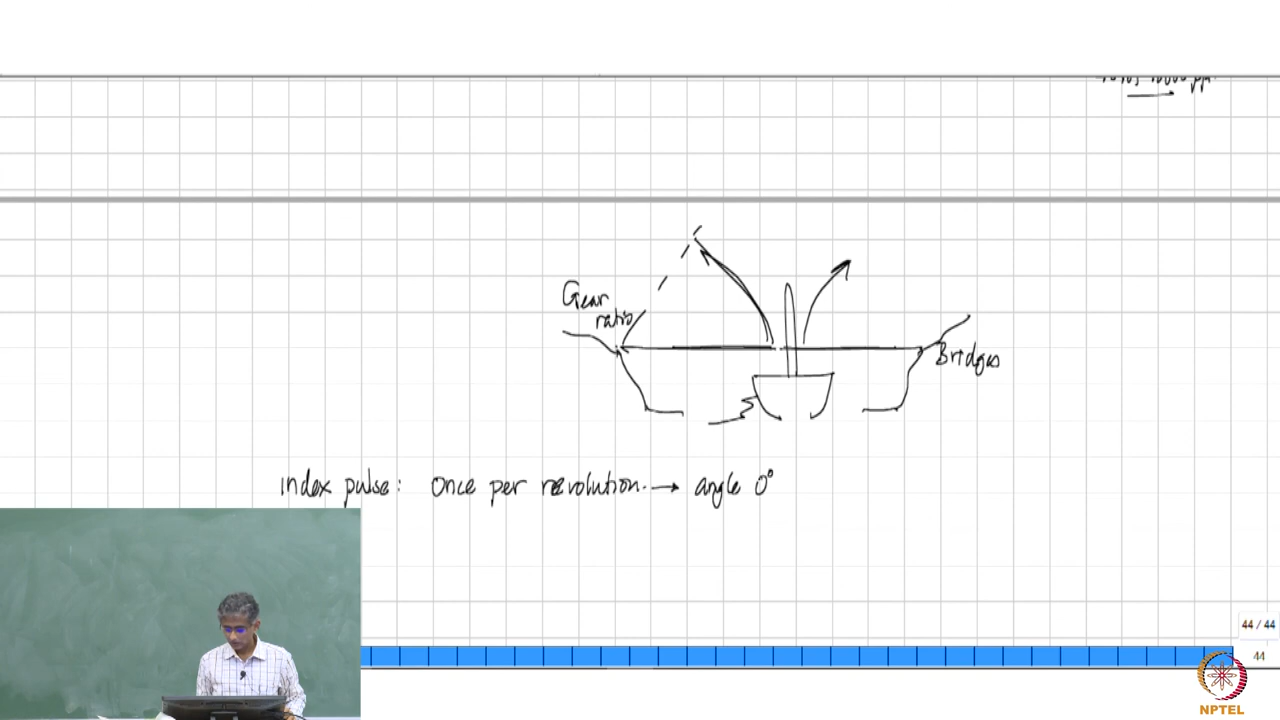 Gear
ratio
Bridges
Index pulse: once per revolution. → angle 0°
44 / 44
44
NPTEL